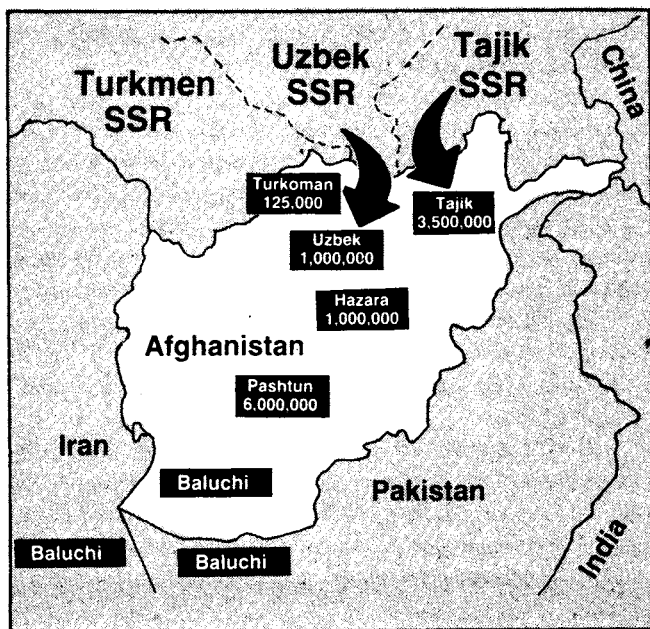 Turkmen
SSR
Uzbek
SSR
Tajik
SSR
China
Turkoman
125,000
Tajik
3,500,000
Uzbek
1,000,000
Hazara
1,000,000
Afghanistan
Pashtun
6,000,000
Iran
Baluchi
Pakistan
Baluchi
Baluchi
India